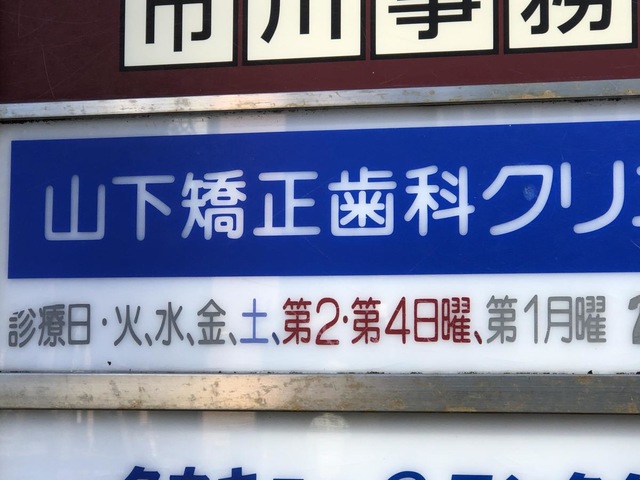 市川事務
山下矯正歯科クリニ
診療日・火、水、金、土、第2・第4日曜、第1月曜